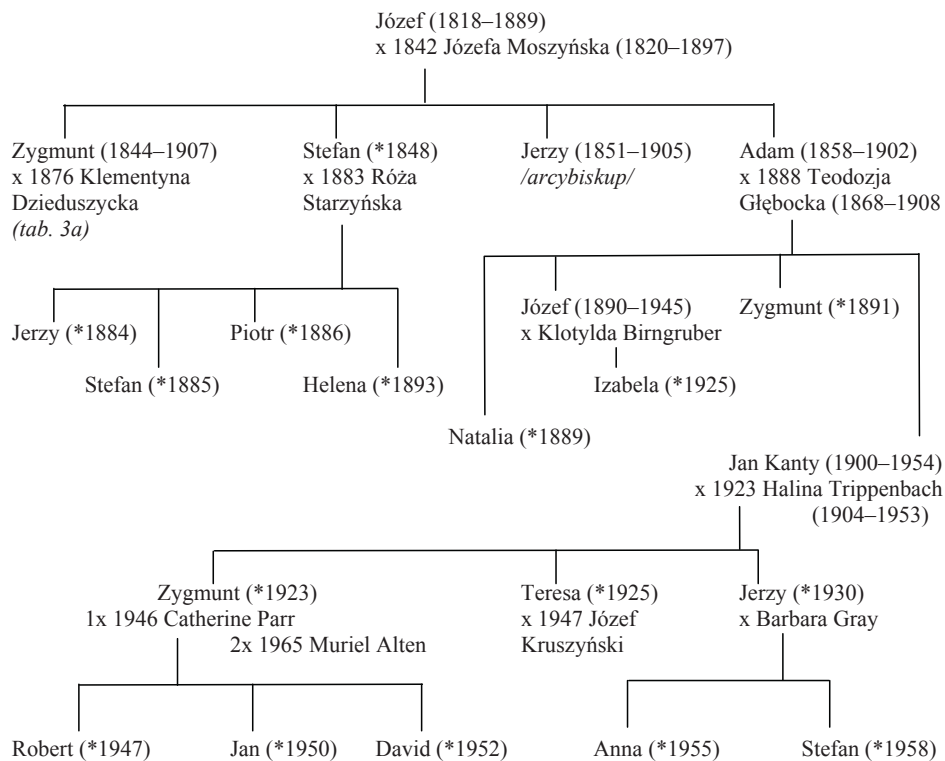 Józef (1818–1889)
x 1842 Józefa Moszyńska (1820–1897)
Zygmunt (1844–1907)
x 1876 Klementyna
Dzieduszycka
(tab. 3a)
Stefan (*1848)
x 1883 Róża
Starzyńska
Jerzy (1851–1905)
/arcybiskup/
Adam (1858–1902)
x 1888 Teodozja
Głębocka (1868–1908
Jerzy (*1884)
Stefan (*1885)
Piotr (*1886)
Helena (*1893)
Natalia (*1889)
Józef (1890–1945)
x Klotylda Birngruber
Izabela (*1925)
Zygmunt (*1891)
Jan Kanty (1900–1954)
x 1923 Halina Trippenbach
(1904–1953)
Zygmunt (*1923)
1x 1946 Catherine Parr
2x 1965 Muriel Alten
Teresa (*1925)
x 1947 Józef
Kruszyński
Jerzy (*1930)
x Barbara Gray
Robert (*1947)
Jan (*1950)
David (*1952)
Anna (*1955)
Stefan (*1958)